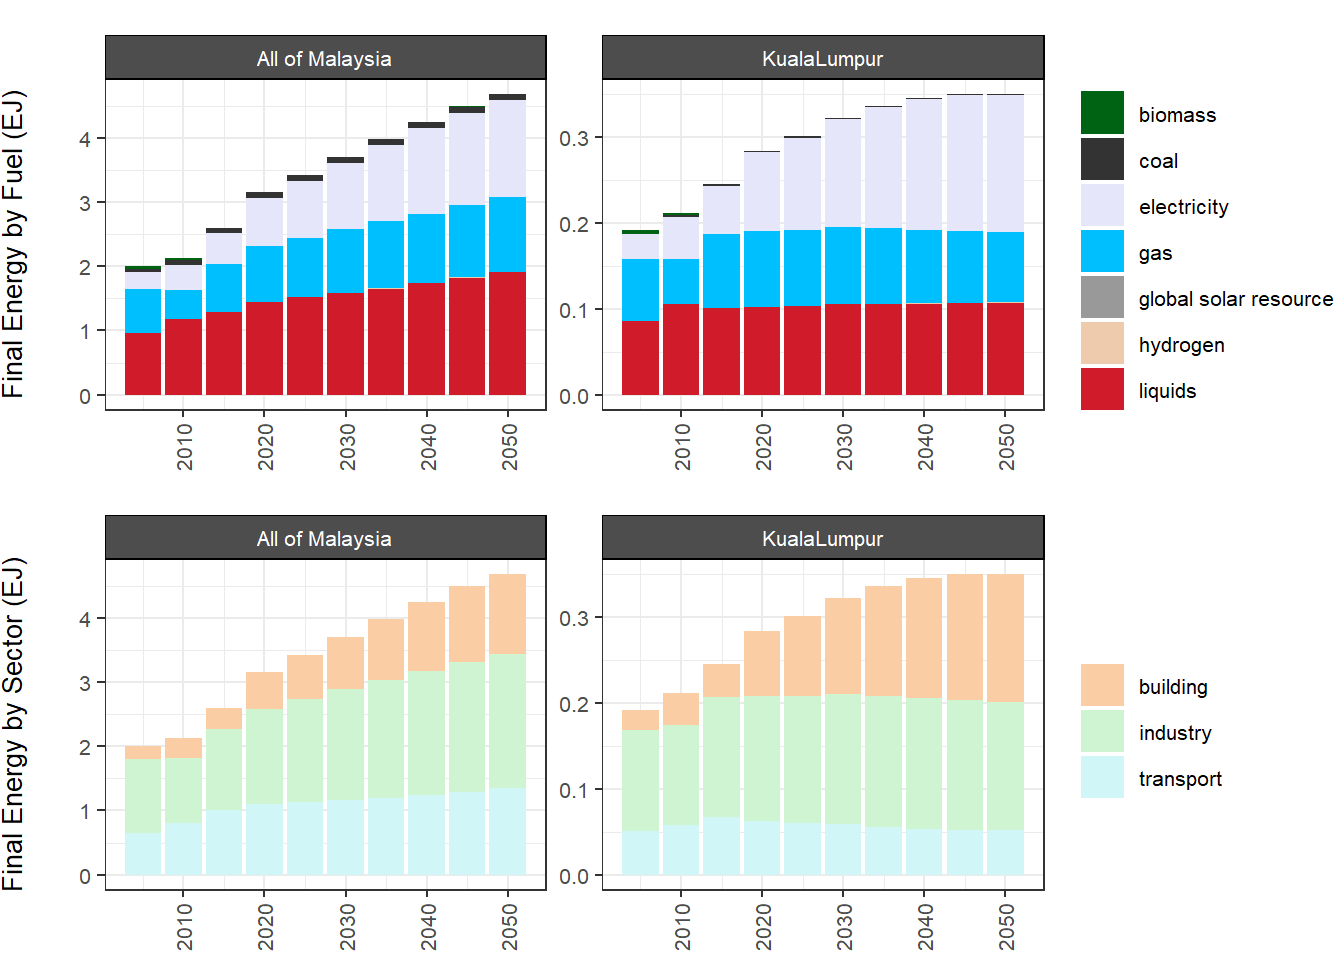 Final Energy by Fuel (EJ)
All of Malaysia
4
3
2
1
0
2010
2020
2030
2040
2050
KualaLumpur
0.3
0.2
0.1
0.0
2010
2020
2030
2040
2050
biomass
coal
electricity
gas
global solar resource
hydrogen
liquids
Final Energy by Sector (EJ)
All of Malaysia
4
3
2
1
0
2010
2020
2030
2040
2050
KualaLumpur
0.3
0.2
0.1
0.0
2010
2020
2030
2040
2050
building
industry
transport